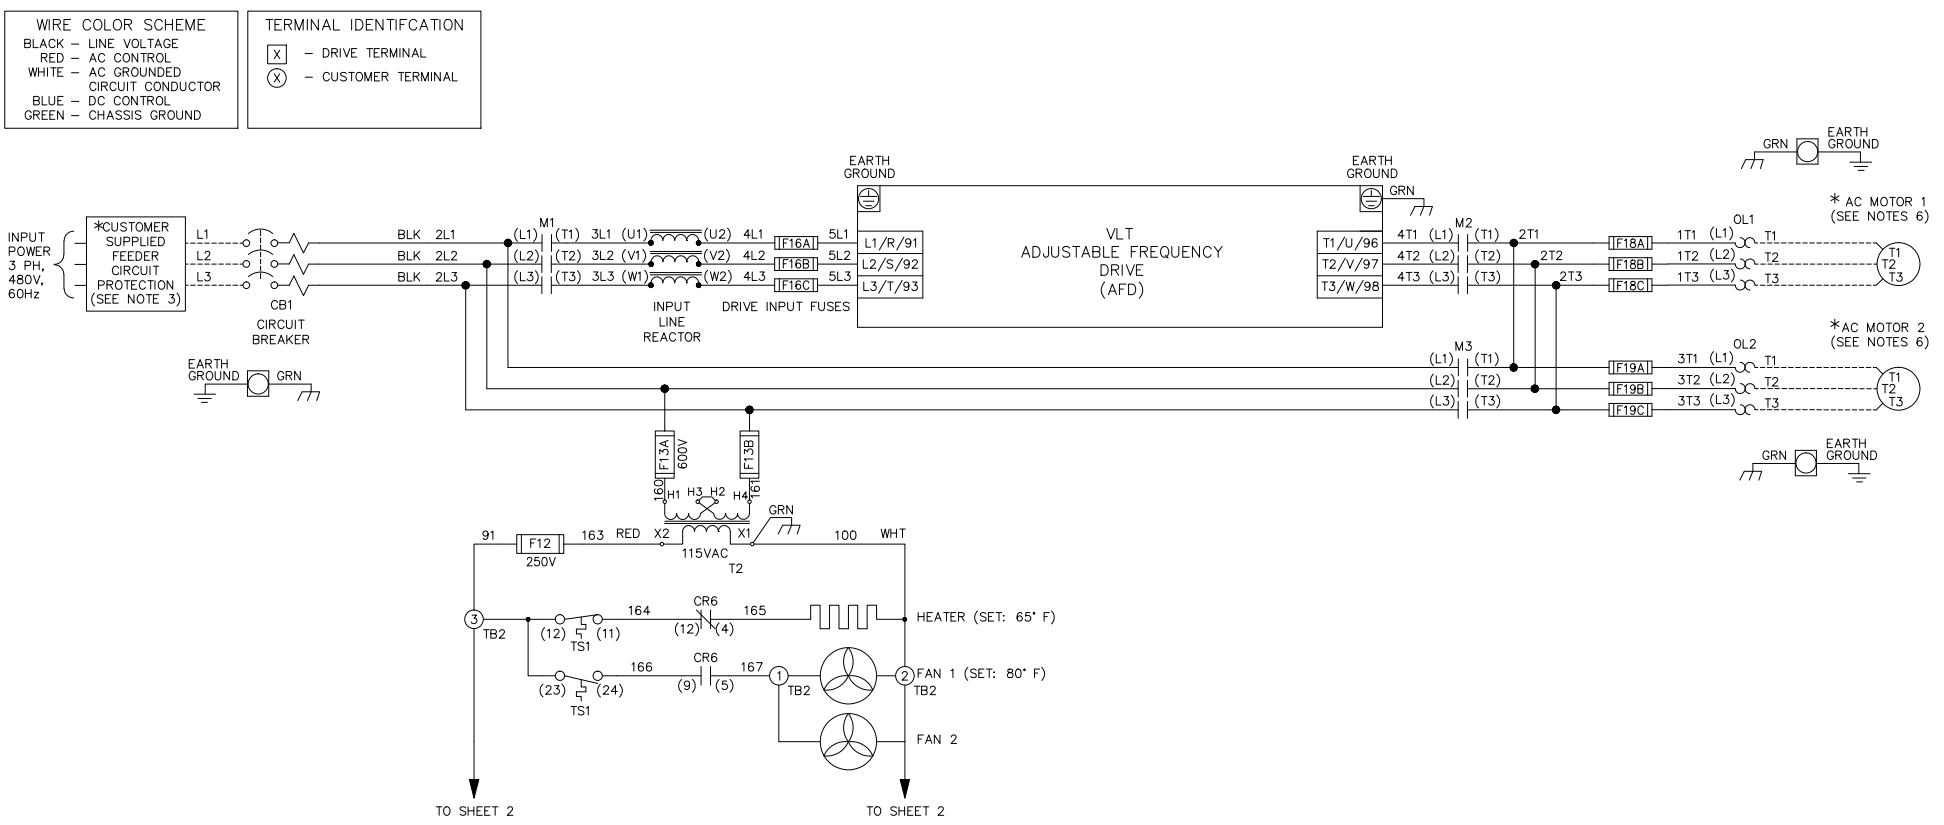 WIRE COLOR SCHEME
BLACK – LINE VOLTAGE
RED – AC CONTROL
WHITE – AC GROUNDED
CIRCUIT CONDUCTOR
BLUE – DC CONTROL
GREEN – CHASSIS GROUND
TERMINAL IDENTIFCATION
X – DRIVE TERMINAL
X – CUSTOMER TERMINAL
INPUT
POWER
3 PH,
480V,
60Hz
*CUSTOMER
SUPPLIED
FEEDER
CIRCUIT
PROTECTION
(SEE NOTE 3)
L1
L2
L3
CB1
CIRCUIT
BREAKER
EARTH
GROUND
GRN
BLK 2L1
BLK 2L2
BLK 2L3
M1
(L1) (T1) 3L1 (U1) (U2) 4L1 F16A 5L1
(L2) (T2) 3L2 (V1) (V2) 4L2 F16B 5L2
(L3) (T3) 3L3 (W1) (W2) 4L3 F16C 5L3
INPUT
LINE
REACTOR
DRIVE INPUT FUSES
EARTH
GROUND
L1/R/91
L2/S/92
L3/T/93
VLT
ADJUSTABLE FREQUENCY
DRIVE
(AFD)
EARTH
GROUND
GRN
T1/U/96
T2/V/97
T3/W/98
M2
4T1 (L1) (T1) 2T1 F18A 1T1 (L1) T1
4T2 (L2) (T2) 2T2 F18B 1T2 (L2) T2
4T3 (L3) (T3) 2T3 F18C 1T3 (L3) T3
OL1
GRN
EARTH
GROUND
* AC MOTOR 1
(SEE NOTES 6)
T1
T2
T3
M3
(L1) (T1) F19A 3T1 (L1) T1
(L2) (T2) F19B 3T2 (L2) T2
(L3) (T3) F19C 3T3 (L3) T3
OL2
*AC MOTOR 2
(SEE NOTES 6)
T1
T2
T3
GRN
EARTH
GROUND
F13A
600V
F13B
160
161
H1 H3 H2 H4
GRN
91 F12 163 RED X2 X1 100 WHT
250V
115VAC
T2
3
TB2
(12) (11)
TS1
164
CR6
(12) (4)
165
HEATER (SET: 65° F)
(23) (24)
TS1
166
CR6
(9) (5)
167
1
TB2
2
TB2
FAN 1 (SET: 80° F)
FAN 2
TO SHEET 2
TO SHEET 2